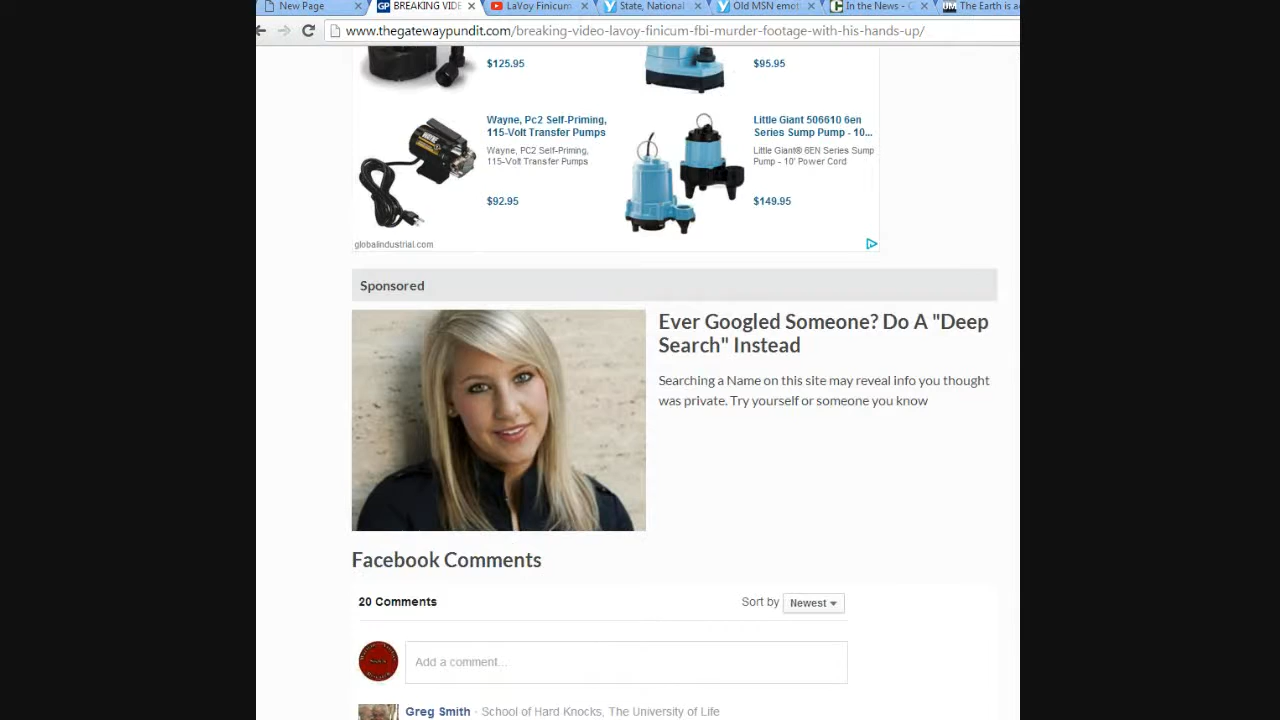 New Page
BREAKING VIDE
LaVoy Finicum
State, National
Old MSN emoti
In the News - G
The Earth is a
www.thegatewaypundit.com/breaking-video-lavoy-finicum-fbi-murder-footage-with-his-hands-up/
$125.95
$95.95
Wayne, Pc2 Self-Priming,
115-Volt Transfer Pumps
Wayne, PC2 Self-Priming,
115-Volt Transfer Pumps
$92.95
Little Giant 506610 6en
Series Sump Pump - 10...
Little Giant® 6EN Series Sump
Pump - 10' Power Cord
$149.95
globalindustrial.com
Sponsored
Ever Googled Someone? Do A "Deep
Search" Instead
Searching a Name on this site may reveal info you thought
was private. Try yourself or someone you know
Facebook Comments
20 Comments
Sort by Newest
Add a comment...
Greg Smith · School of Hard Knocks, The University of Life